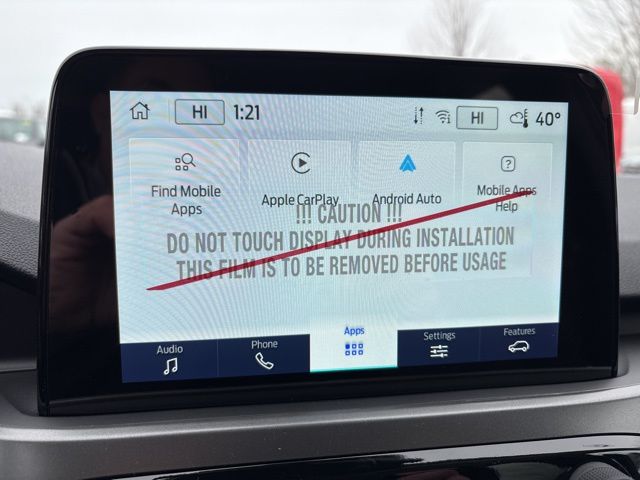 HI 1:21 HI 40°
Find Mobile
Apps
Apple CarPlay
Android Auto
Mobile Apps
Help
!!! CAUTION !!!
DO NOT TOUCH DISPLAY DURING INSTALLATION
THIS FILM IS TO BE REMOVED BEFORE USAGE
Audio
Phone
Apps
Settings
Features